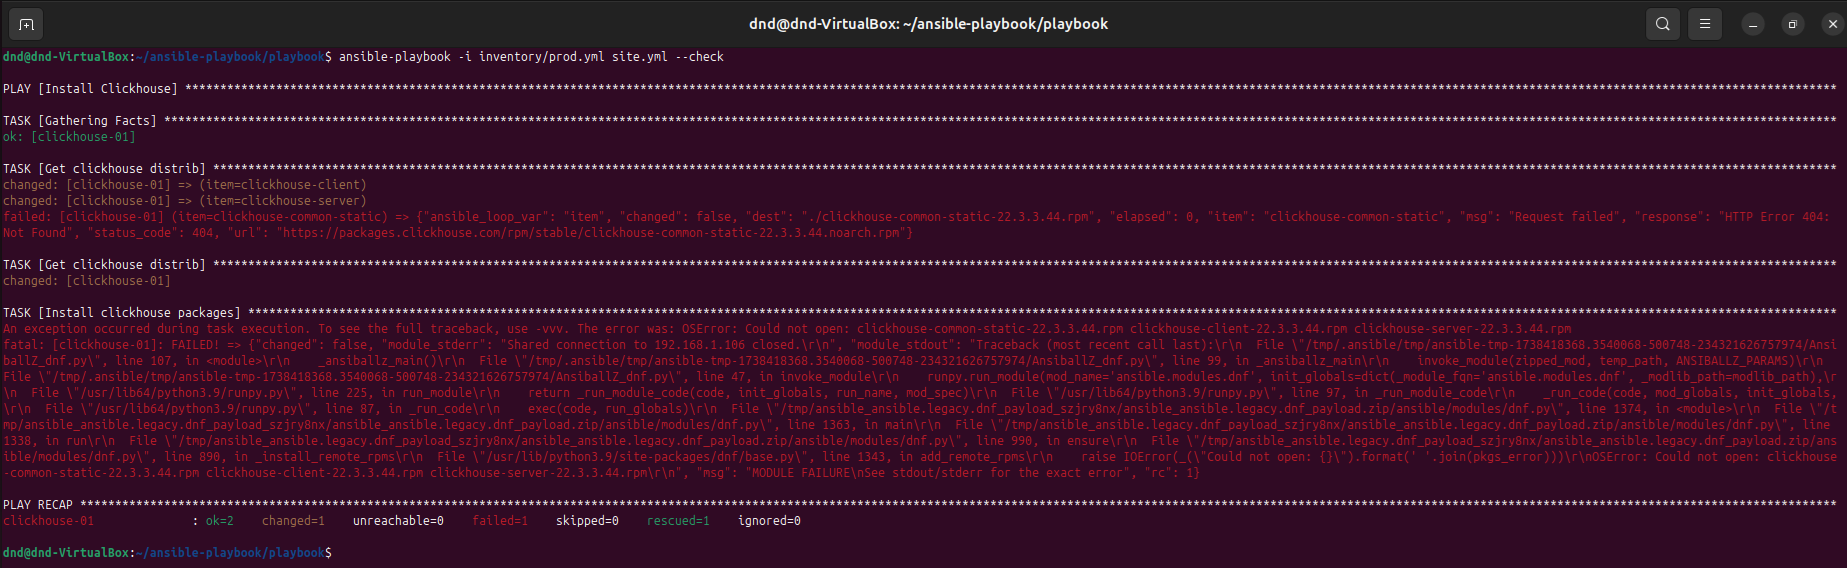 dnd@dnd-VirtualBox: ~/ansible-playbook/playbook
dnd@dnd-VirtualBox:~/ansible-playbook/playbook$ ansible-playbook -i inventory/prod.yml site.yml --check
PLAY [Install Clickhouse] ****************************************************************************************************
TASK [Gathering Facts] ****************************************************************************************************
ok: [clickhouse-01]
TASK [Get clickhouse distrib] ****************************************************************************************************
changed: [clickhouse-01] => (item=clickhouse-client)
changed: [clickhouse-01] => (item=clickhouse-server)
failed: [clickhouse-01] (item=clickhouse-common-static) => {"ansible_loop_var": "item", "changed": false, "dest": "./clickhouse-common-static-22.3.3.44.rpm", "elapsed": 0, "item": "clickhouse-common-static", "msg": "Request failed", "response": "HTTP Error 404:
Not Found", "status_code": 404, "url": "https://packages.clickhouse.com/rpm/stable/clickhouse-common-static-22.3.3.44.noarch.rpm"}
TASK [Get clickhouse distrib] ****************************************************************************************************
changed: [clickhouse-01]
TASK [Install clickhouse packages] ****************************************************************************************************
An exception occurred during task execution. To see the full traceback, use -vvv. The error was: OSError: Could not open: clickhouse-common-static-22.3.3.44.rpm clickhouse-client-22.3.3.44.rpm clickhouse-server-22.3.3.44.rpm
fatal: [clickhouse-01]: FAILED! => {"changed": false, "module_stderr": "Shared connection to 192.168.1.106 closed.\r\n", "module_stdout": "Traceback (most recent call last):\r\n  File \"/tmp/.ansible/tmp/ansible-tmp-1738418368.3540068-500748-234321626757974/Ansi
ballZ_dnf.py\", line 107, in <module>\r\n    _ansiballz_main()\r\n  File \"/tmp/.ansible/tmp/ansible-tmp-1738418368.3540068-500748-234321626757974/AnsiballZ_dnf.py\", line 99, in _ansiballz_main\r\n    invoke_module(zipped_mod, temp_path, ANSIBALLZ_PARAMS)\r\n
File \"/tmp/.ansible/tmp/ansible-tmp-1738418368.3540068-500748-234321626757974/AnsiballZ_dnf.py\", line 47, in invoke_module\r\n    runpy.run_module(mod_name='ansible.modules.dnf', init_globals=dict(_module_fqn='ansible.modules.dnf', _modlib_path=modlib_path),\r
\n  File \"/usr/lib64/python3.9/runpy.py\", line 225, in run_module\r\n    return _run_module_code(code, init_globals, run_name, mod_spec)\r\n  File \"/usr/lib64/python3.9/runpy.py\", line 97, in _run_module_code\r\n    _run_code(code, mod_globals, init_globals,
\r\n  File \"/usr/lib64/python3.9/runpy.py\", line 87, in _run_code\r\n    exec(code, run_globals)\r\n  File \"/tmp/ansible_ansible.legacy.dnf_payload_szjry8nx/ansible_ansible.legacy.dnf_payload.zip/ansible/modules/dnf.py\", line 1374, in <module>\r\n  File \"/t
mp/ansible_ansible.legacy.dnf_payload_szjry8nx/ansible_ansible.legacy.dnf_payload.zip/ansible/modules/dnf.py\", line 1363, in main\r\n  File \"/tmp/ansible_ansible.legacy.dnf_payload_szjry8nx/ansible_ansible.legacy.dnf_payload.zip/ansible/modules/dnf.py\", line
1338, in run\r\n  File \"/tmp/ansible_ansible.legacy.dnf_payload_szjry8nx/ansible_ansible.legacy.dnf_payload.zip/ansible/modules/dnf.py\", line 990, in ensure\r\n  File \"/tmp/ansible_ansible.legacy.dnf_payload_szjry8nx/ansible_ansible.legacy.dnf_payload.zip/ans
ible/modules/dnf.py\", line 890, in _install_remote_rpms\r\n  File \"/usr/lib/python3.9/site-packages/dnf/base.py\", line 1343, in add_remote_rpms\r\n    raise IOError(_(\"Could not open: {}\").format(' '.join(pkgs_error)))\r\nOSError: Could not open: clickhouse
-common-static-22.3.3.44.rpm clickhouse-client-22.3.3.44.rpm clickhouse-server-22.3.3.44.rpm\r\n", "msg": "MODULE FAILURE\nSee stdout/stderr for the exact error", "rc": 1}
PLAY RECAP ****************************************************************************************************
clickhouse-01              : ok=2    changed=1    unreachable=0    failed=1    skipped=0    rescued=1    ignored=0
dnd@dnd-VirtualBox:~/ansible-playbook/playbook$